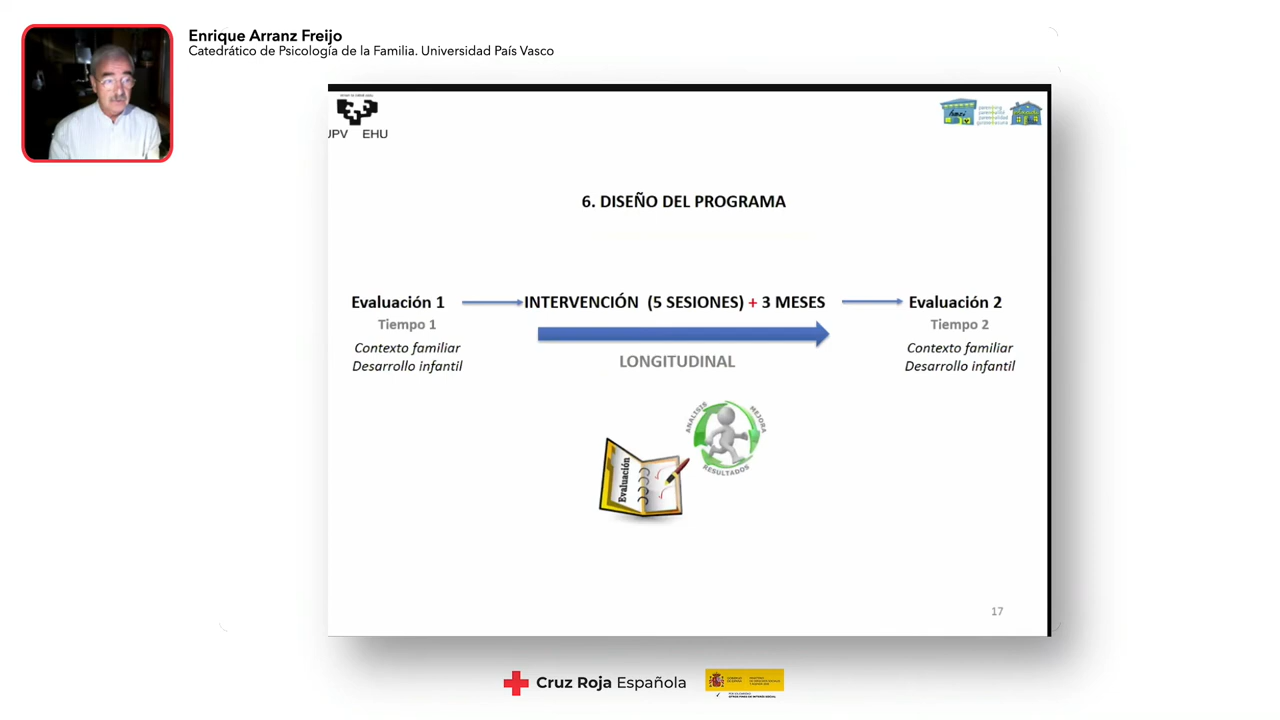 Enrique Arranz Freijo
Catedrático de Psicología de la Familia. Universidad País Vasco
JPV EHU
6. DISEÑO DEL PROGRAMA
Evaluación 1
INTERVENCIÓN (5 SESIONES) + 3 MESES
Evaluación 2
Tiempo 1
Tiempo 2
Contexto familiar
Desarrollo infantil
LONGITUDINAL
Contexto familiar
Desarrollo infantil
ANALISIS
MEJORA
RESULTADOS
Evaluación
17
Cruz Roja Española